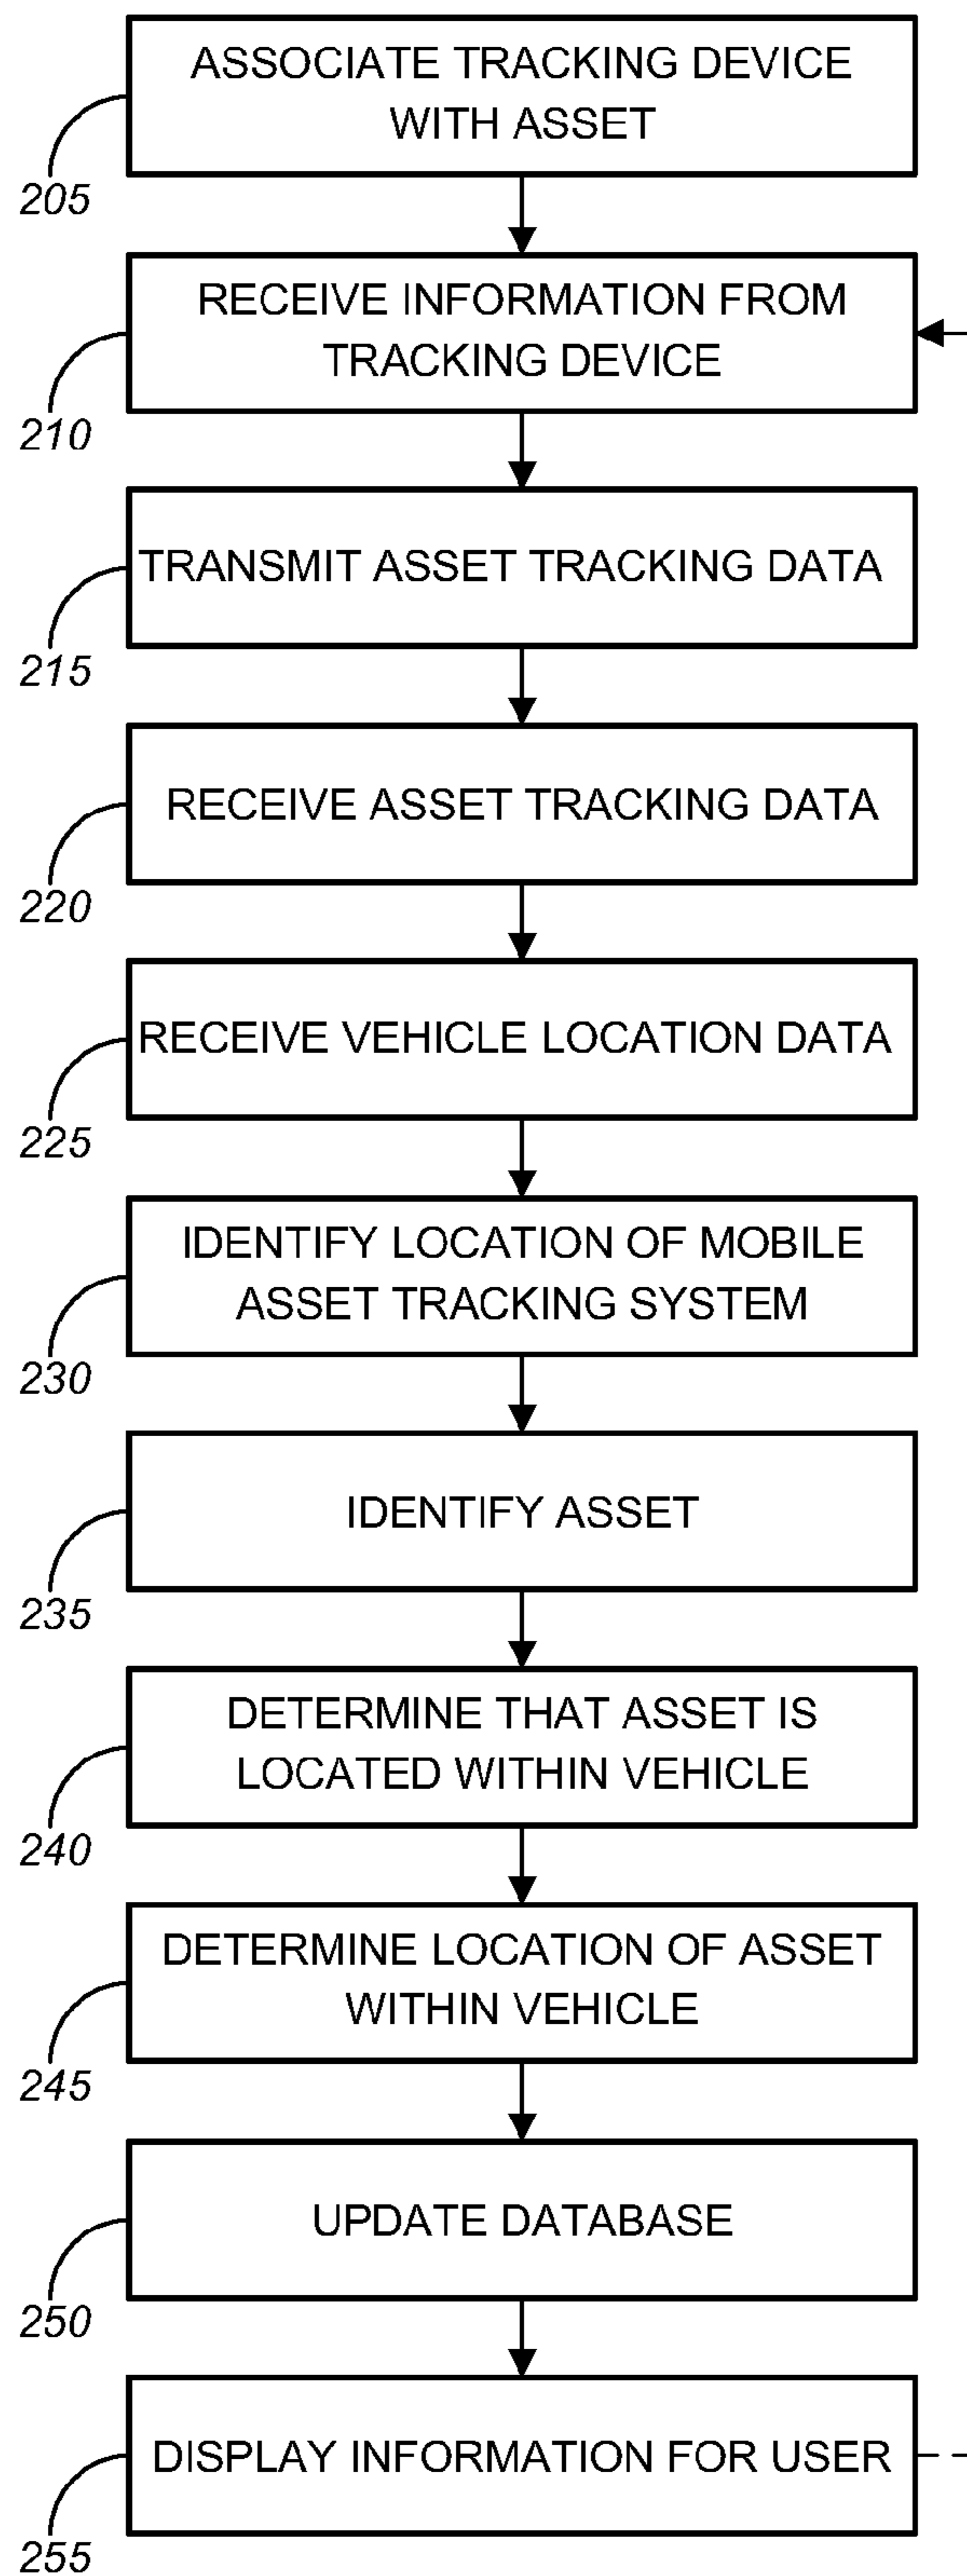 ASSOCIATE TRACKING DEVICE
WITH ASSET
205
RECEIVE INFORMATION FROM
TRACKING DEVICE
210
TRANSMIT ASSET TRACKING DATA
215
RECEIVE ASSET TRACKING DATA
220
RECEIVE VEHICLE LOCATION DATA
225
IDENTIFY LOCATION OF MOBILE
ASSET TRACKING SYSTEM
230
IDENTIFY ASSET
235
DETERMINE THAT ASSET IS
LOCATED WITHIN VEHICLE
240
DETERMINE LOCATION OF ASSET
WITHIN VEHICLE
245
UPDATE DATABASE
250
DISPLAY INFORMATION FOR USER
255